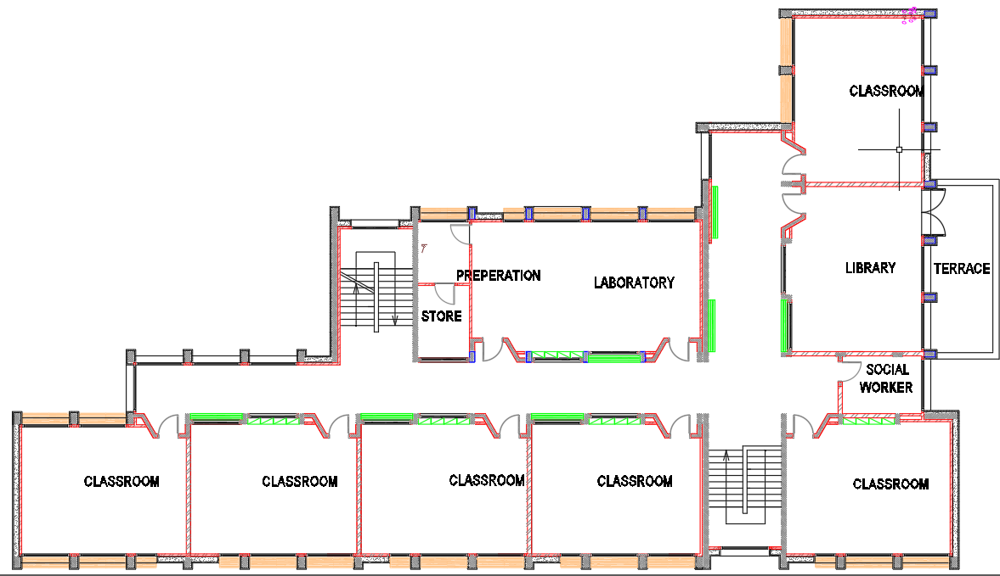 CLASSROOM
LIBRARY
TERRACE
PREPERATION
LABORATORY
STORE
SOCIAL
WORKER
CLASSROOM
CLASSROOM
CLASSROOM
CLASSROOM
CLASSROOM